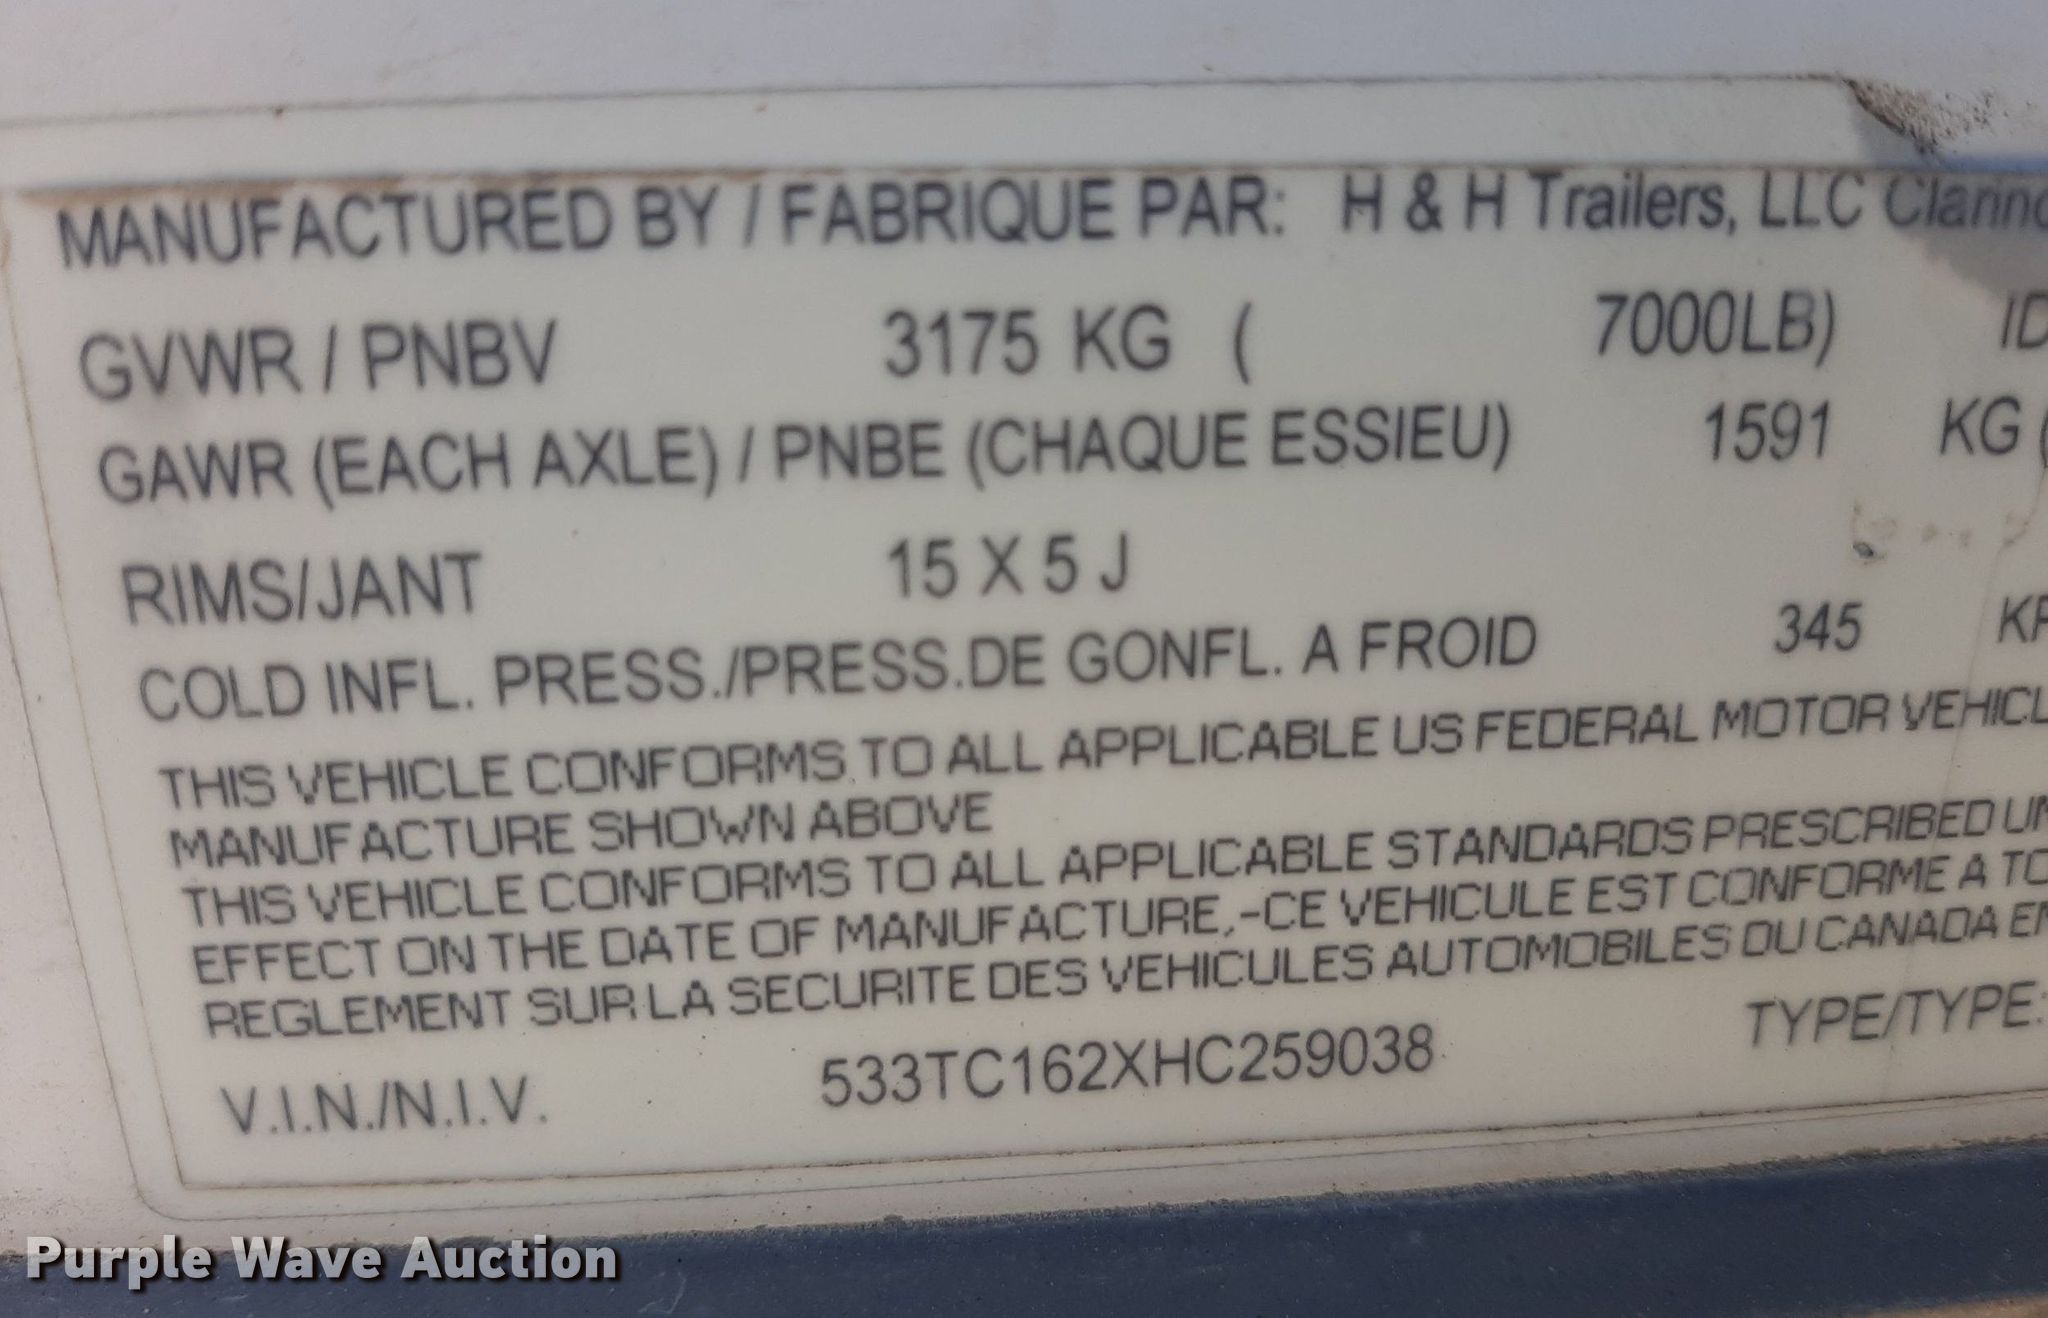 MANUFACTURED BY / FABRIQUE PAR: H & H Trailers, LLC
GVWR / PNBV 3175 KG ( 7000LB) ID
GAWR (EACH AXLE) / PNBE (CHAQUE ESSIEU) 1591 KG (
RIMS/JANT 15 X 5 J
COLD INFL. PRESS./PRESS.DE GONFL. A FROID 345
THIS VEHICLE CONFORMS TO ALL APPLICABLE US FEDERAL MOTOR
MANUFACTURE SHOWN ABOVE
THIS VEHICLE CONFORMS TO ALL APPLICABLE STANDARDS PRESCRIBED
EFFECT ON THE DATE OF MANUFACTURE,-CE VEHICULE EST CONFORME A
REGLEMENT SUR LA SECURITE DES VEHICULES AUTOMOBILES DU CANADA
V.I.N./N.I.V. 533TC162XHC259038 TYPE/TYPE:
Purple Wave Auction